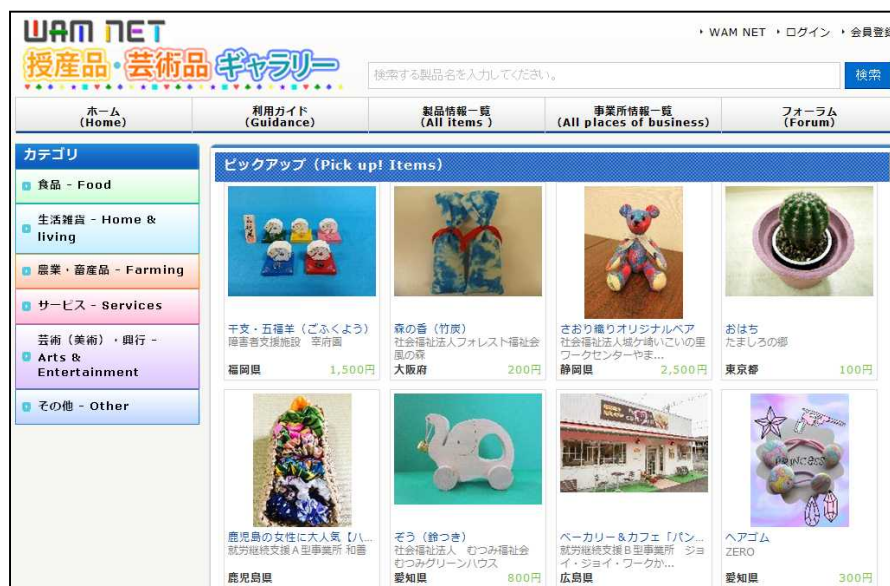 WAM NET
授産品・芸術品ギャラリー
WAM NET ログイン 会員登録
検索する製品名を入力してください。
検索
ホーム
(Home)
利用ガイド
(Guidance)
製品情報一覧
(All items )
事業所情報一覧
(All places of business)
フォーラム
(Forum)
カテゴリ
食品 - Food
生活雑貨 - Home &
living
農業・畜産品 - Farming
サービス - Services
芸術（美術）・興行 -
Arts &
Entertainment
その他 - Other
ピックアップ（Pick up! Items）
干支・五福羊（ごふくよう）
障害者支援施設 幸府園
福岡県 1,500円
森の香（竹炭）
社会福祉法人フォレスト福祉会
風の森
大阪府 200円
さおり織りオリジナルベア
社会福祉法人城ケ崎いこいの里
ワークセンターやま...
静岡県 2,500円
おはち
たましろの郷
東京都 100円
鹿児島の女性に大人気【八...
就労継続支援Ａ型事業所 和善
鹿児島県
ぞう（鈴つき）
社会福祉法人 むつみ福祉会
むつみグリーンハウス
愛知県 800円
ベーカリー＆カフェ「パン...
就労継続支援Ｂ型事業所 ジョ
イ・ジョイ・ワークか...
広島県
PRINCESS
ヘアゴム
ZERO
愛知県 300円